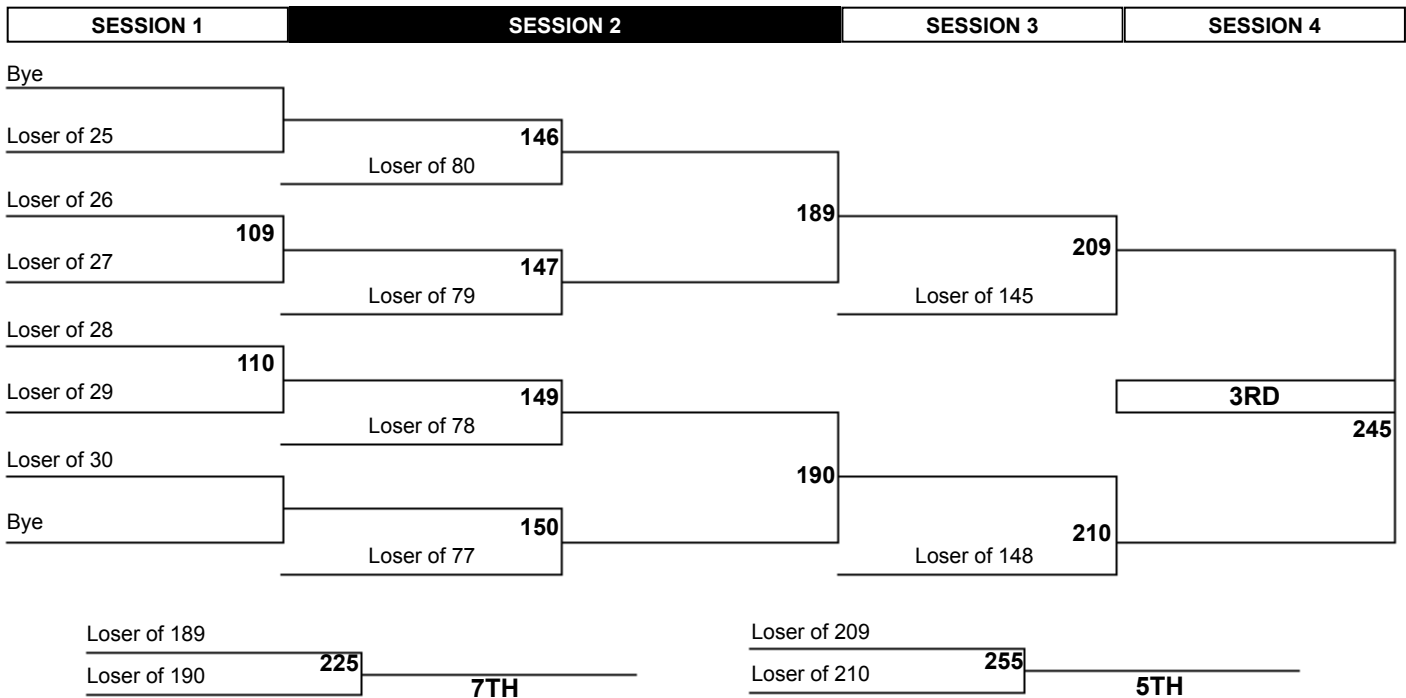 SESSION 1 SESSION 2 SESSION 3 SESSION 4
Bye
Loser of 25
146
Loser of 80
Loser of 26
189
109
209
Loser of 27
147
Loser of 79
Loser of 145
Loser of 28
110
Loser of 29
149
3RD
Loser of 78
245
Loser of 30
190
Bye
150
210
Loser of 77
Loser of 148
Loser of 189
225
Loser of 190
7TH
Loser of 209
255
Loser of 210
5TH